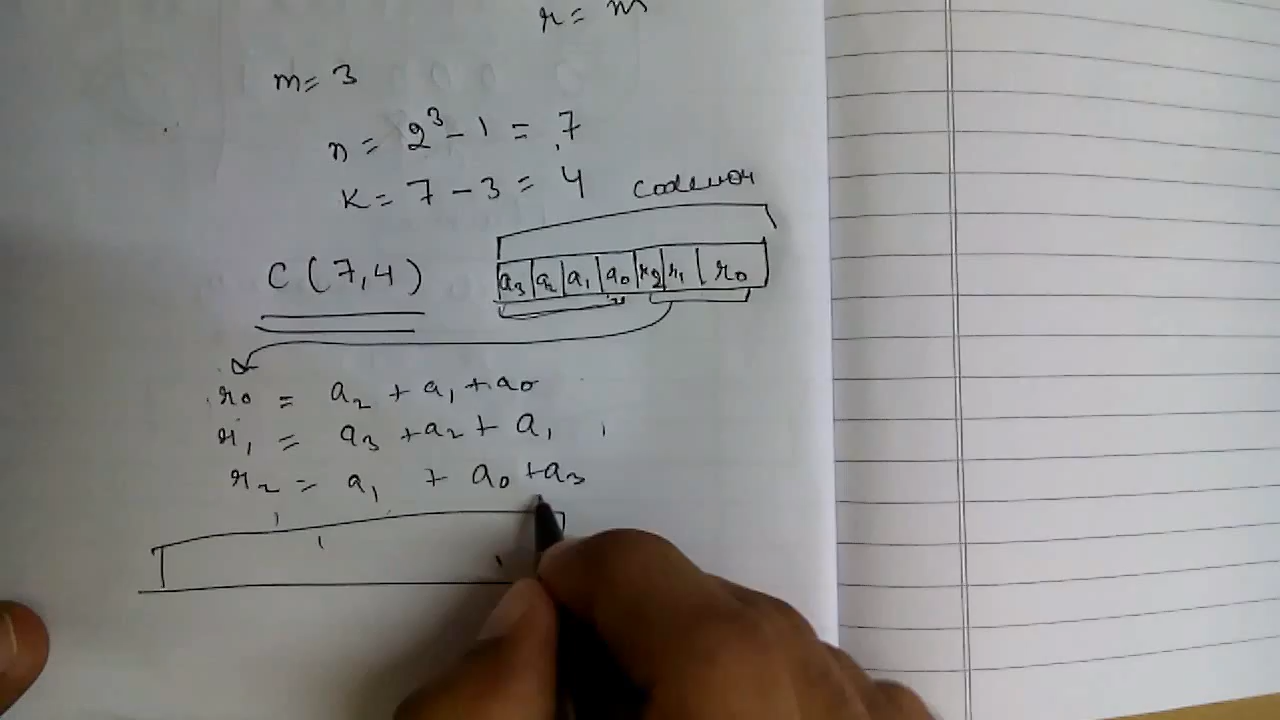 r = m
m = 3
n = 2³ - 1 = 7
K = 7 - 3 = 4
codewor
C (7,4)
a3 a2 a1 a0 r2 r1 r0
r0 = a2 + a1 + a0
r1 = a3 + a2 + a1
r2 = a1 + a0 + a3